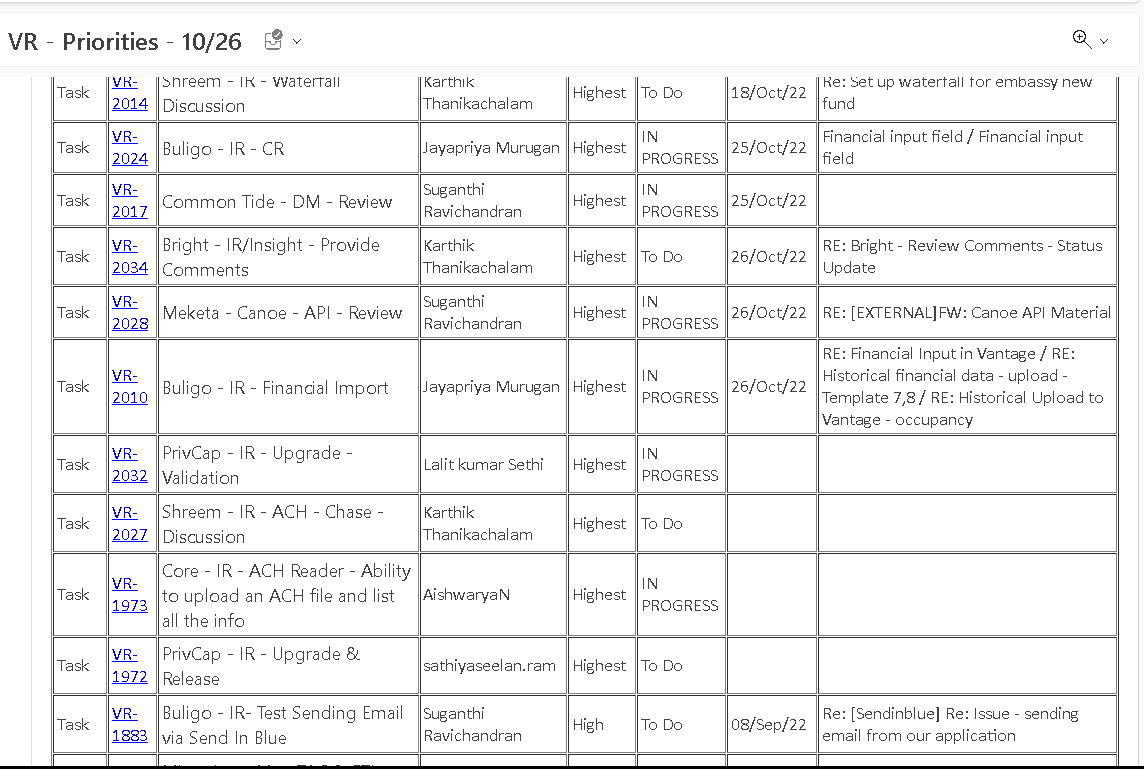 VR - Priorities - 10/26
Task
VR-
2014
Shreem - IR - Waterfall
Discussion
Karthik
Thanikachalam
Highest
To Do
18/Oct/22
Re: Set up waterfall for embassy new
fund
Task
VR-
2024
Buligo - IR - CR
Jayapriya Murugan
Highest
IN
PROGRESS
25/Oct/22
Financial input field / Financial input
field
Task
VR-
2017
Common Tide - DM - Review
Suganthi
Ravichandran
Highest
IN
PROGRESS
25/Oct/22
Task
VR-
2034
Bright - IR/Insight - Provide
Comments
Karthik
Thanikachalam
Highest
To Do
26/Oct/22
RE: Bright - Review Comments - Status
Update
Task
VR-
2028
Meketa - Canoe - API - Review
Suganthi
Ravichandran
Highest
IN
PROGRESS
26/Oct/22
RE: [EXTERNAL]FW: Canoe API Material
Task
VR-
2010
Buligo - IR - Financial Import
Jayapriya Murugan
Highest
IN
PROGRESS
26/Oct/22
RE: Financial Input in Vantage / RE:
Historical financial data - upload -
Template 7,8 / RE: Historical Upload to
Vantage - occupancy
Task
VR-
2032
PrivCap - IR - Upgrade -
Validation
Lalit kumar Sethi
Highest
IN
PROGRESS
Task
VR-
2027
Shreem - IR - ACH - Chase -
Discussion
Karthik
Thanikachalam
Highest
To Do
Task
VR-
1973
Core - IR - ACH Reader - Ability
to upload an ACH file and list
all the info
AishwaryaN
Highest
IN
PROGRESS
Task
VR-
1972
PrivCap - IR - Upgrade &
Release
sathiyaseelan.ram
Highest
To Do
Task
VR-
1883
Buligo - IR- Test Sending Email
via Send In Blue
Suganthi
Ravichandran
High
To Do
08/Sep/22
Re: [Sendinblue] Re: Issue - sending
email from our application